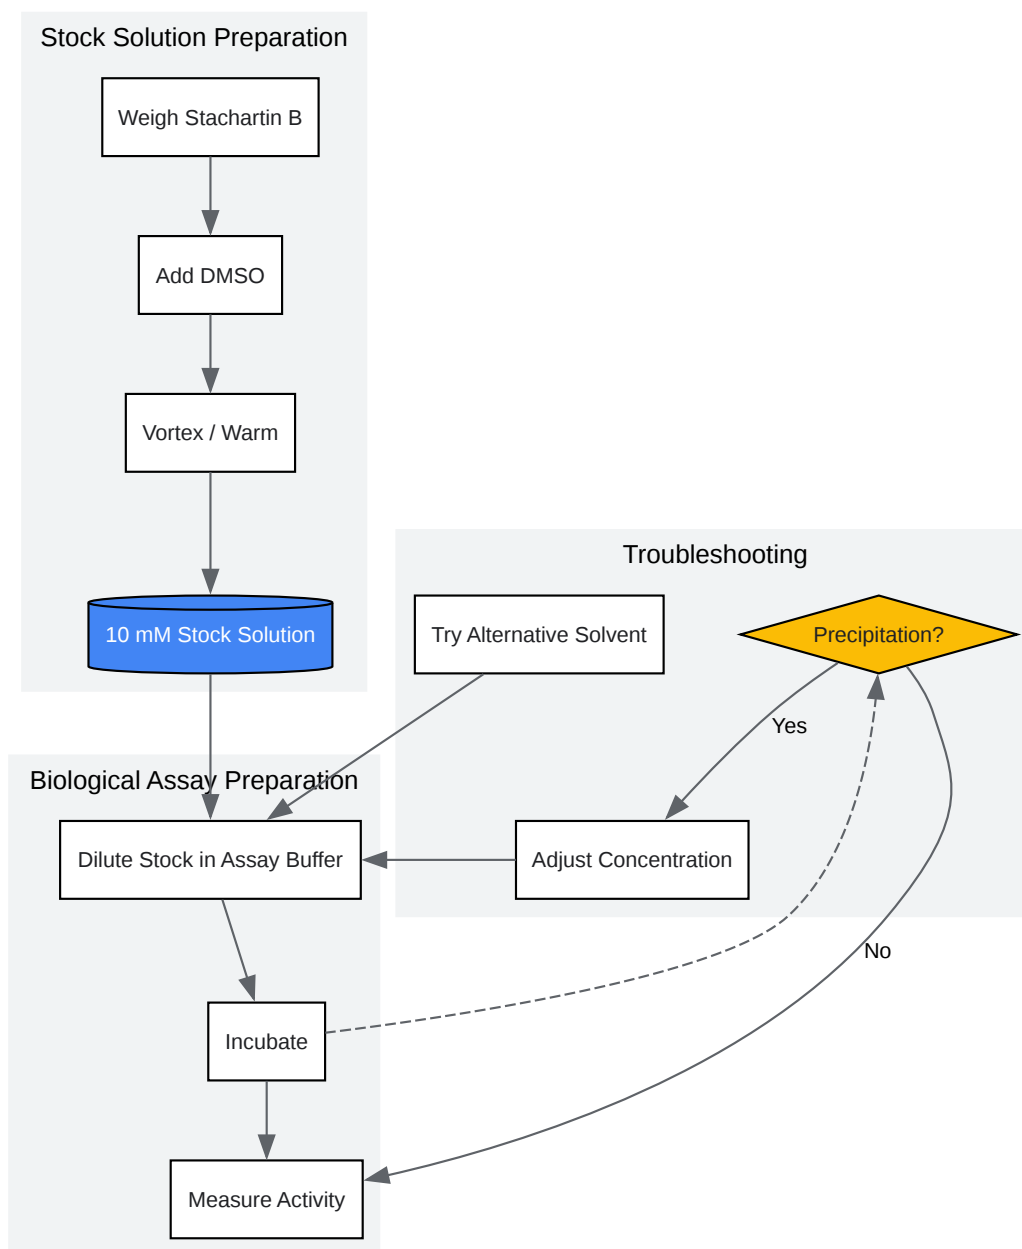 Stock Solution Preparation
Weigh Stachartin B
Add DMSO
Vortex / Warm
10 mM Stock Solution
Troubleshooting
Try Alternative Solvent
Precipitation?
Yes
Adjust Concentration
No
Biological Assay Preparation
Dilute Stock in Assay Buffer
Incubate
Measure Activity